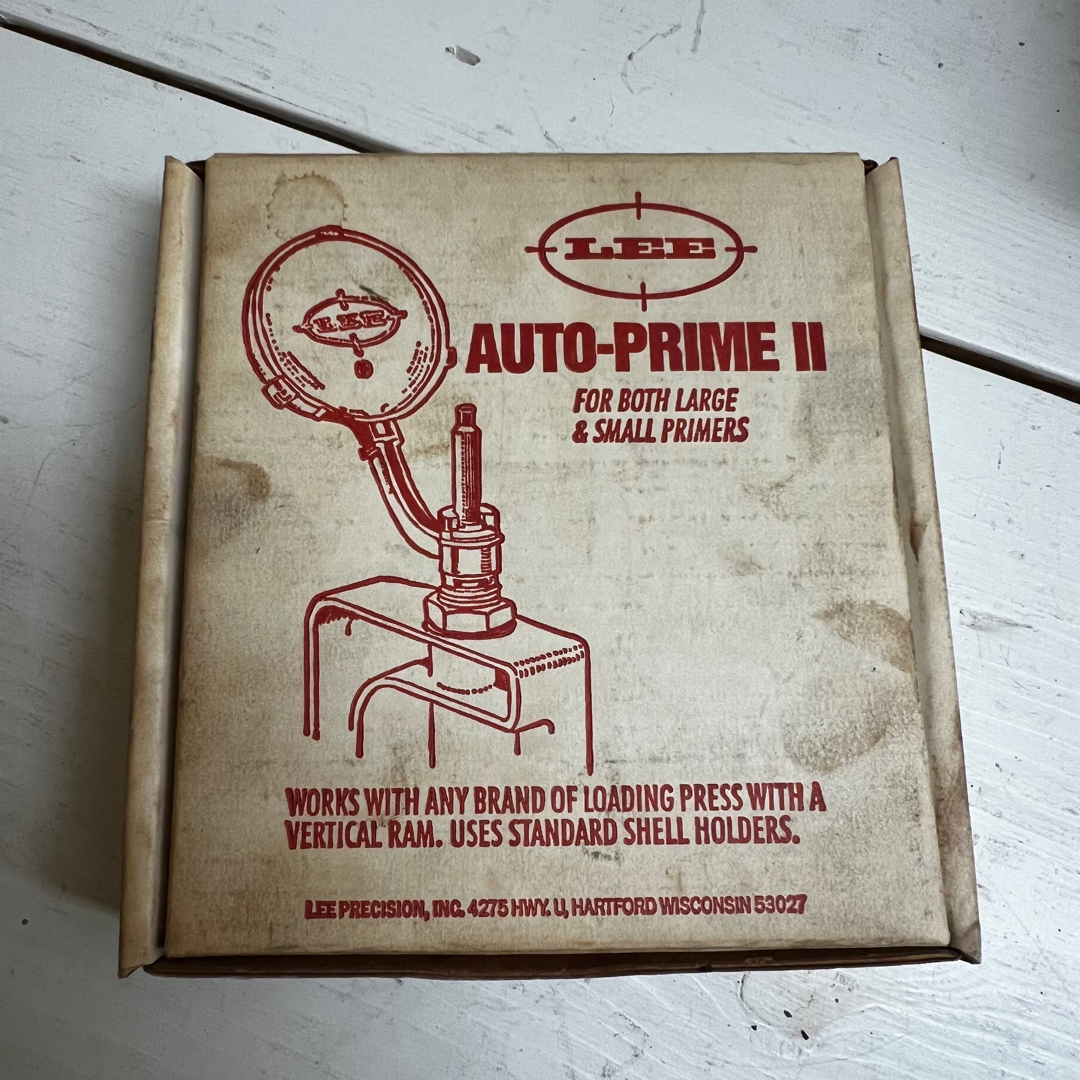 LEE
LEE
AUTO-PRIME II
FOR BOTH LARGE
& SMALL PRIMERS
WORKS WITH ANY BRAND OF LOADING PRESS WITH A
VERTICAL RAM. USES STANDARD SHELL HOLDERS.
LEE PRECISION, INC. 4275 HWY. U, HARTFORD WISCONSIN 53027